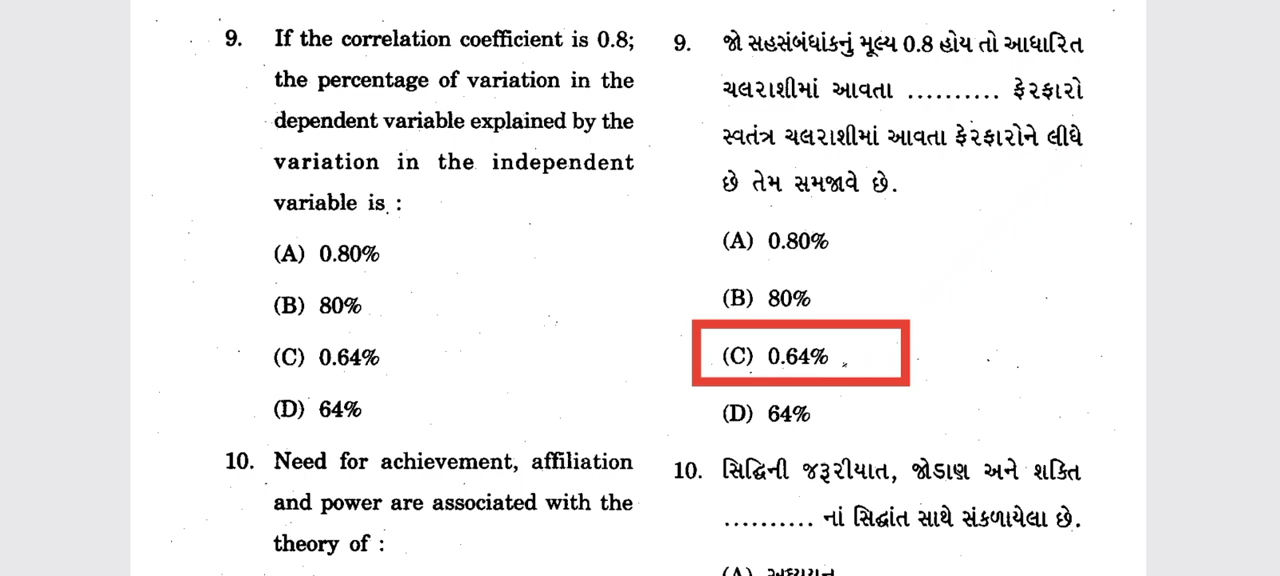 9. If the correlation coefficient is 0.8;
the percentage of variation in the
dependent variable explained by the
variation in the independent
variable is :
(A) 0.80%
(B) 80%
(C) 0.64%
(D) 64%
10. Need for achievement, affiliation
and power are associated with the
theory of :
9. જો સહસંબંધાંકનું મૂલ્ય 0.8 હોય તો આધારિત
ચલરાશીમાં આવતા .......... ફેરફારો
સ્વતંત્ર ચલરાશીમાં આવતા ફેરફારોને લીધે
છે તેમ સમજાવે છે.
(A) 0.80%
(B) 80%
(C) 0.64%
(D) 64%
10. સિદ્ધિની જરૂરીયાત, જોડાણ અને શક્તિ
.......... નાં સિદ્ધાંત સાથે સંકળાયેલા છે.
(A)